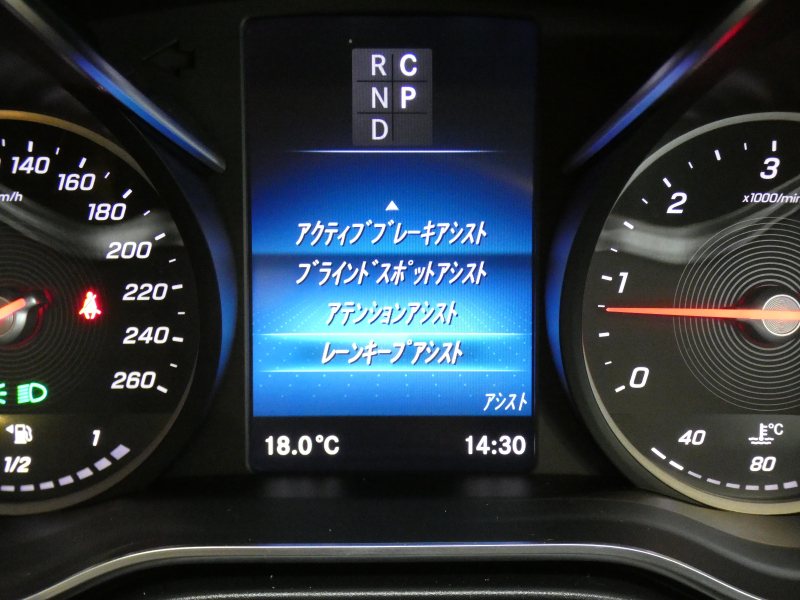 R C
N P
D
アクティブブレーキアシスト
ブラインドスポットアシスト
アテンションアシスト
レーンキープアシスト
アシスト
18.0°C
14:30
140
160
180
200
220
240
260
m/h
1/2
1
3
2
1
0
x1000/min
40
°C
80